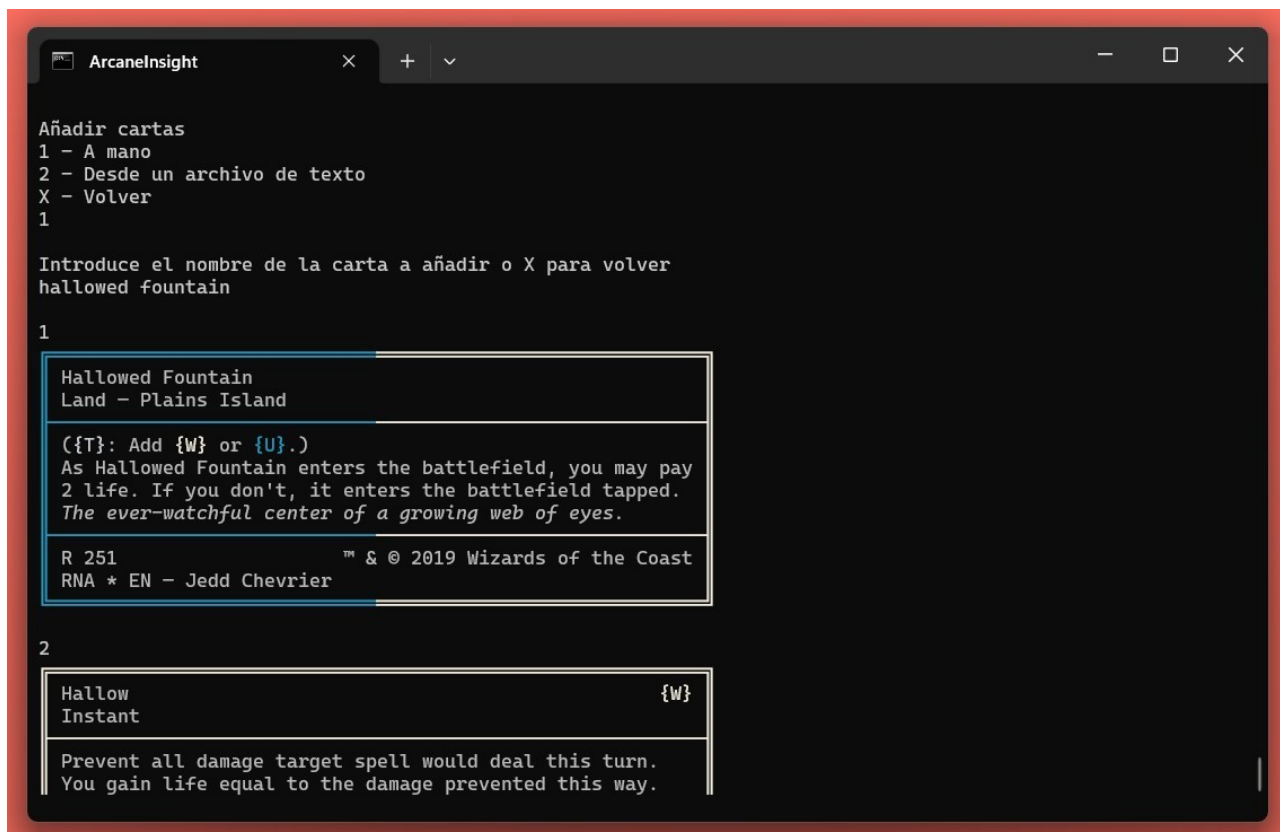 ArcaneInsight
Añadir cartas
1 - A mano
2 - Desde un archivo de texto
X - Volver
1
Introduce el nombre de la carta a añadir o X para volver
hallowed fountain
1
Hallowed Fountain
Land - Plains Island
({T}: Add {W} or {U}.)
As Hallowed Fountain enters the battlefield, you may pay
2 life. If you don't, it enters the battlefield tapped.
The ever-watchful center of a growing web of eyes.
R 251 ™ & © 2019 Wizards of the Coast
RNA * EN - Jedd Chevrier
2
Hallow {W}
Instant
Prevent all damage target spell would deal this turn.
You gain life equal to the damage prevented this way.